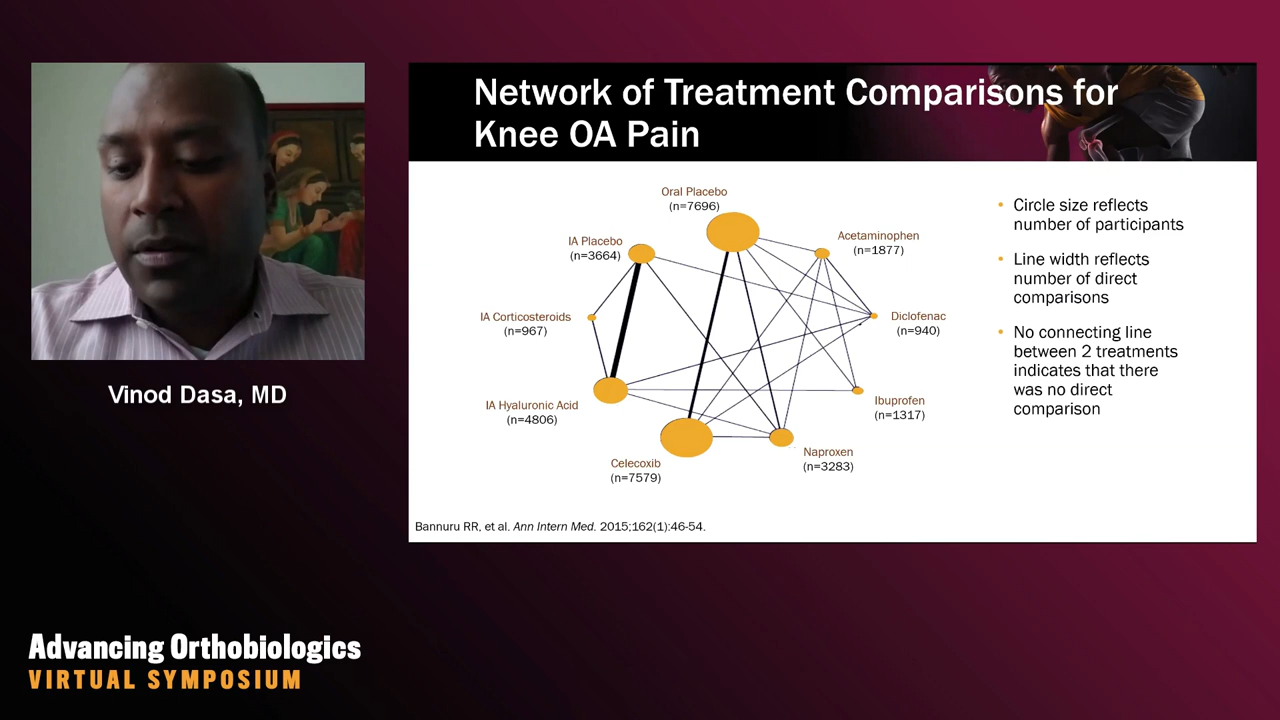 Network of Treatment Comparisons for
Knee OA Pain
Oral Placebo
(n=7696)
IA Placebo
(n=3664)
Acetaminophen
(n=1877)
IA Corticosteroids
(n=967)
Diclofenac
(n=940)
IA Hyaluronic Acid
(n=4806)
Ibuprofen
(n=1317)
Celecoxib
(n=7579)
Naproxen
(n=3283)
• Circle size reflects
number of participants
• Line width reflects
number of direct
comparisons
• No connecting line
between 2 treatments
indicates that there
was no direct
comparison
Bannuru RR, et al. Ann Intern Med. 2015;162(1):46-54.
Vinod Dasa, MD
Advancing Orthobiologics
VIRTUAL SYMPOSIUM